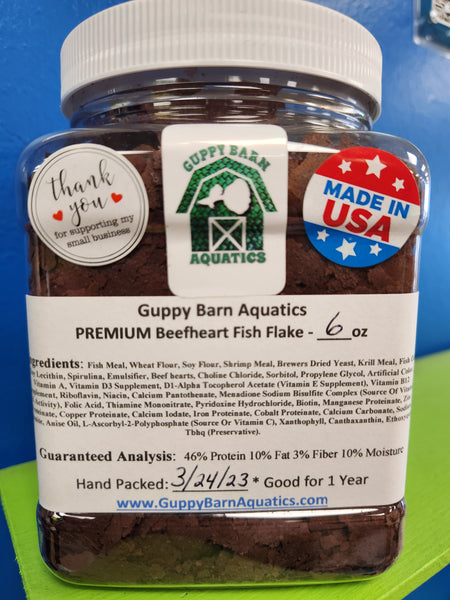 GUPPY BARN
AQUATICS
thank
you
for supporting my
small business
MADE IN
USA
Guppy Barn Aquatics
PREMIUM Beefheart Fish Flake - 6 oz
gredients: Fish Meal, Wheat Flour, Soy Flour, Shrimp Meal, Brewers Dried Yeast, Krill Meal, Fish
Lecithin, Spirulina, Emulsifier, Beef hearts, Choline Chloride, Sorbitol, Propylene Glycol, Artificial
Vitamin A, Vitamin D3 Supplement, D1-Alpha Tocopherol Acetate (Vitamin E Supplement), Vitamin B12
Riboflavin, Niacin, Calcium Pantothenate, Menadione Sodium Bisulfite Complex (Source Of Vitam
Activity), Folic Acid, Thiamine Mononitrate, Pyridoxine Hydrochloride, Biotin, Manganese Proteinate,
Copper Proteinate, Calcium Iodate, Iron Proteinate, Cobalt Proteinate, Calcium Carbonate,
Anise Oil, L-Ascorbyl-2-Polyphosphate (Source Or Vitamin C), Xanthophyll, Canthaxanthin,
Tbhq (Preservative).
Guaranteed Analysis: 46% Protein 10% Fat 3% Fiber 10% Moisture
Hand Packed: 3/24/23 * Good for 1 Year
www.GuppyBarnAquatics.com